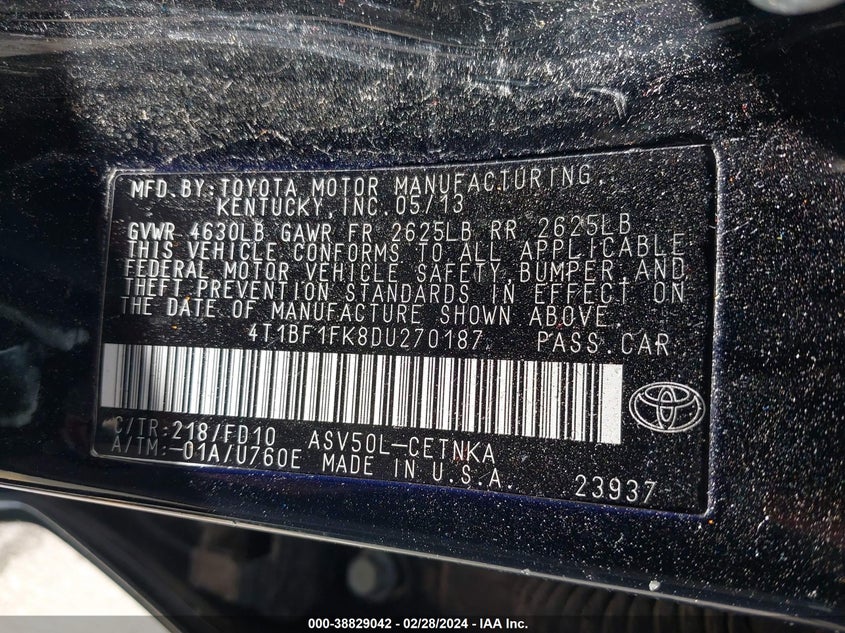 MFD.BY:TOYOTA MOTOR MANUFACTURING,
KENTUCKY,INC.05/13
GVWR 4630LB GAWR FR 2625LB RR 2625LB
THIS VEHICLE CONFORMS TO ALL APPLICABLE
FEDERAL MOTOR VEHICLE SAFETY,BUMPER,AND
THEFT PREVENTION STANDARDS IN EFFECT ON
THE DATE OF MANUFACTURE SHOWN ABOVE.
4T1BF1FK8DU270187 PASS.CAR
C/TR:218/FD10 ASV50L-CETNKA
A/TM:-01A/U760E MADE IN U.S.A.
23937
000-38829042 / 02/28/2024 - IAA Inc.